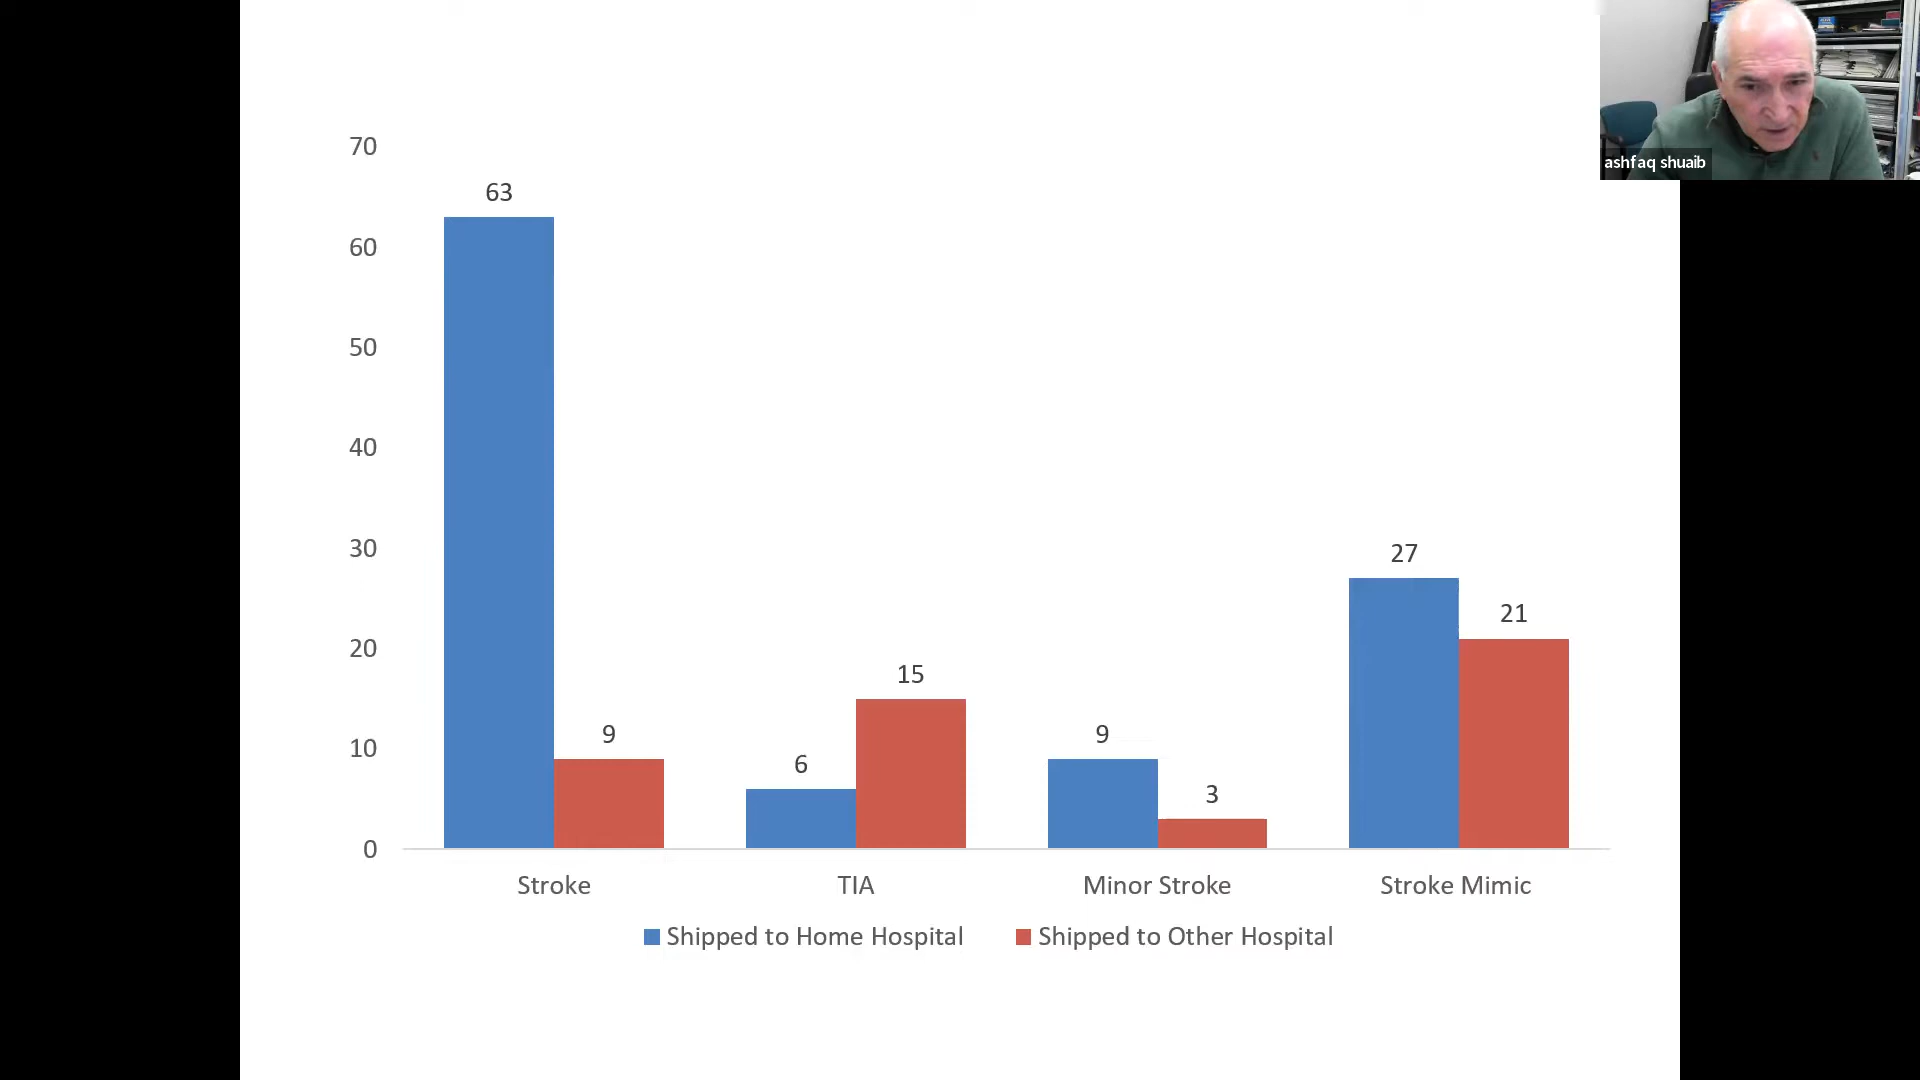 ashfaq shuaib
70
63
60
50
40
30
27
21
20
15
10
9
6
9
3
0
Stroke
TIA
Minor Stroke
Stroke Mimic
Shipped to Home Hospital
Shipped to Other Hospital